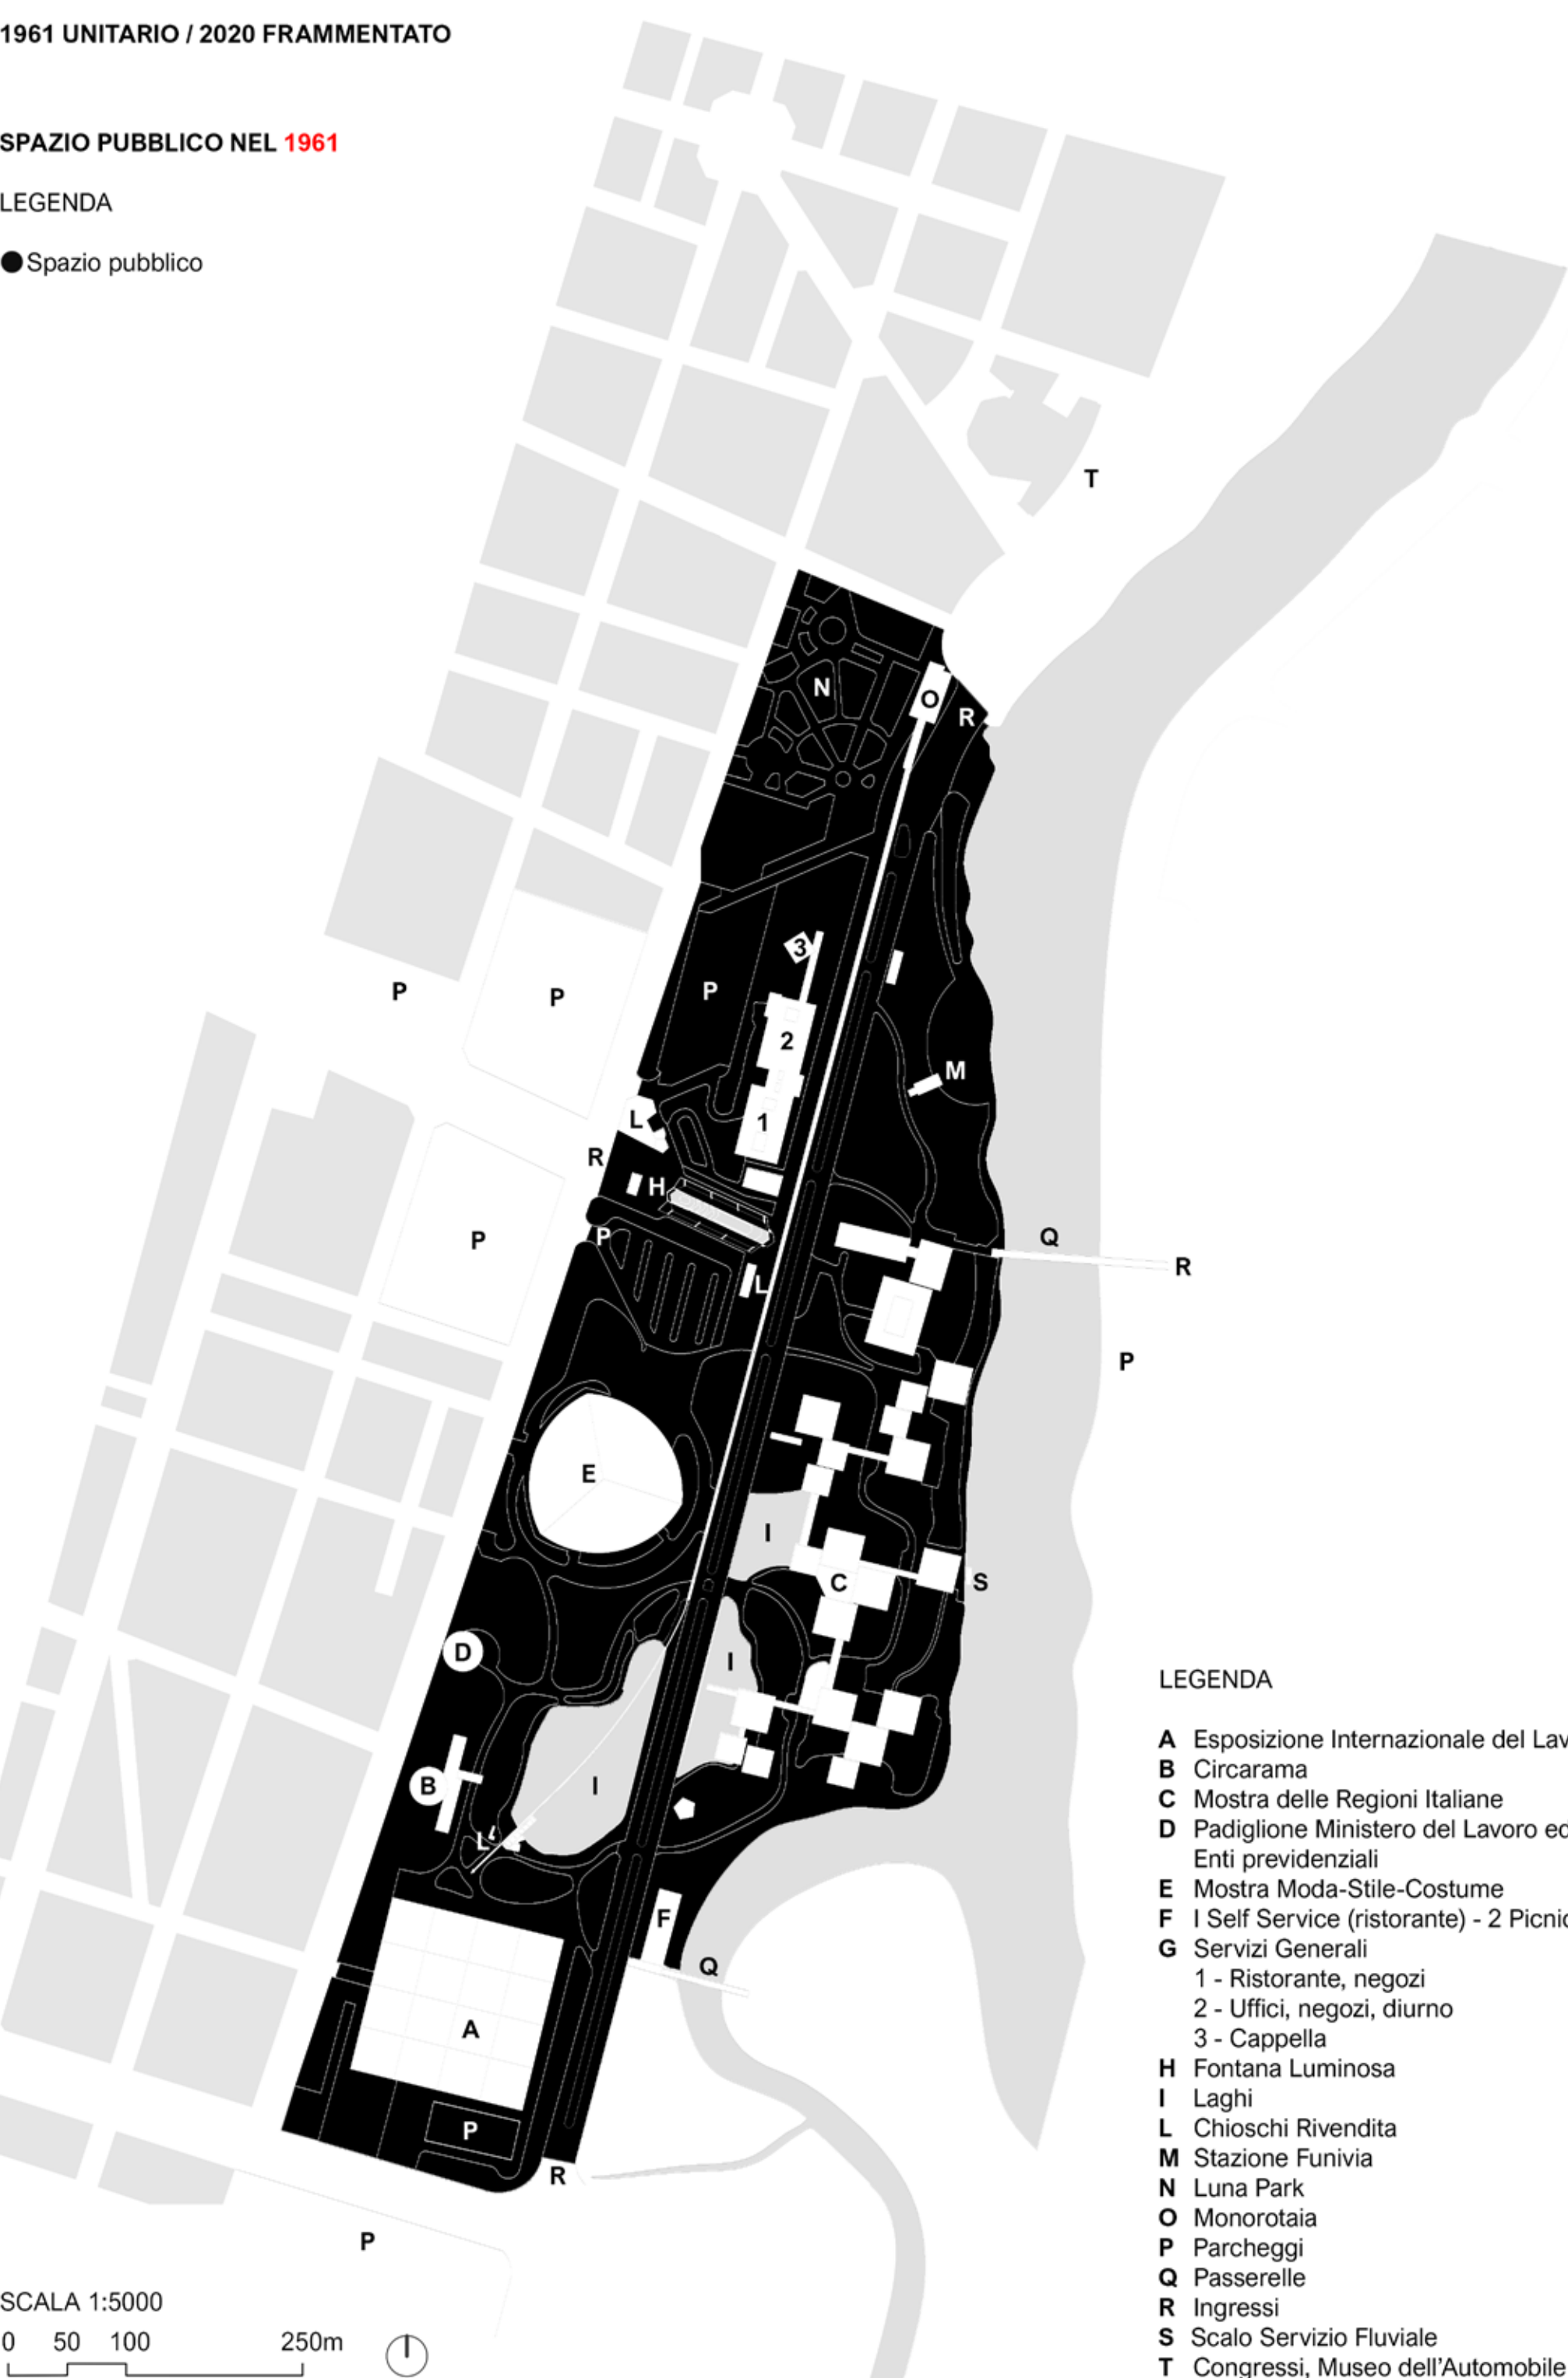 1961 UNITARIO / 2020 FRAMMENTATO
SPAZIO PUBBLICO NEL 1961
LEGENDA
Spazio pubblico
T
N
O
R
3
P
P
P
2
M
L
1
R
H
P
P
Q
R
L
P
E
I
C
S
D
I
B
I
L
F
Q
A
P
R
P
LEGENDA
A Esposizione Internazionale del Lav
B Circarama
C Mostra delle Regioni Italiane
D Padiglione Ministero del Lavoro ed
Enti previdenziali
E Mostra Moda-Stile-Costume
F I Self Service (ristorante) - 2 Picnic
G Servizi Generali
1 - Ristorante, negozi
2 - Uffici, negozi, diurno
3 - Cappella
H Fontana Luminosa
I Laghi
L Chioschi Rivendita
M Stazione Funivia
N Luna Park
O Monorotaia
P Parcheggi
Q Passerelle
R Ingressi
S Scalo Servizio Fluviale
T Congressi, Museo dell'Automobile
SCALA 1:5000
0 50 100 250m